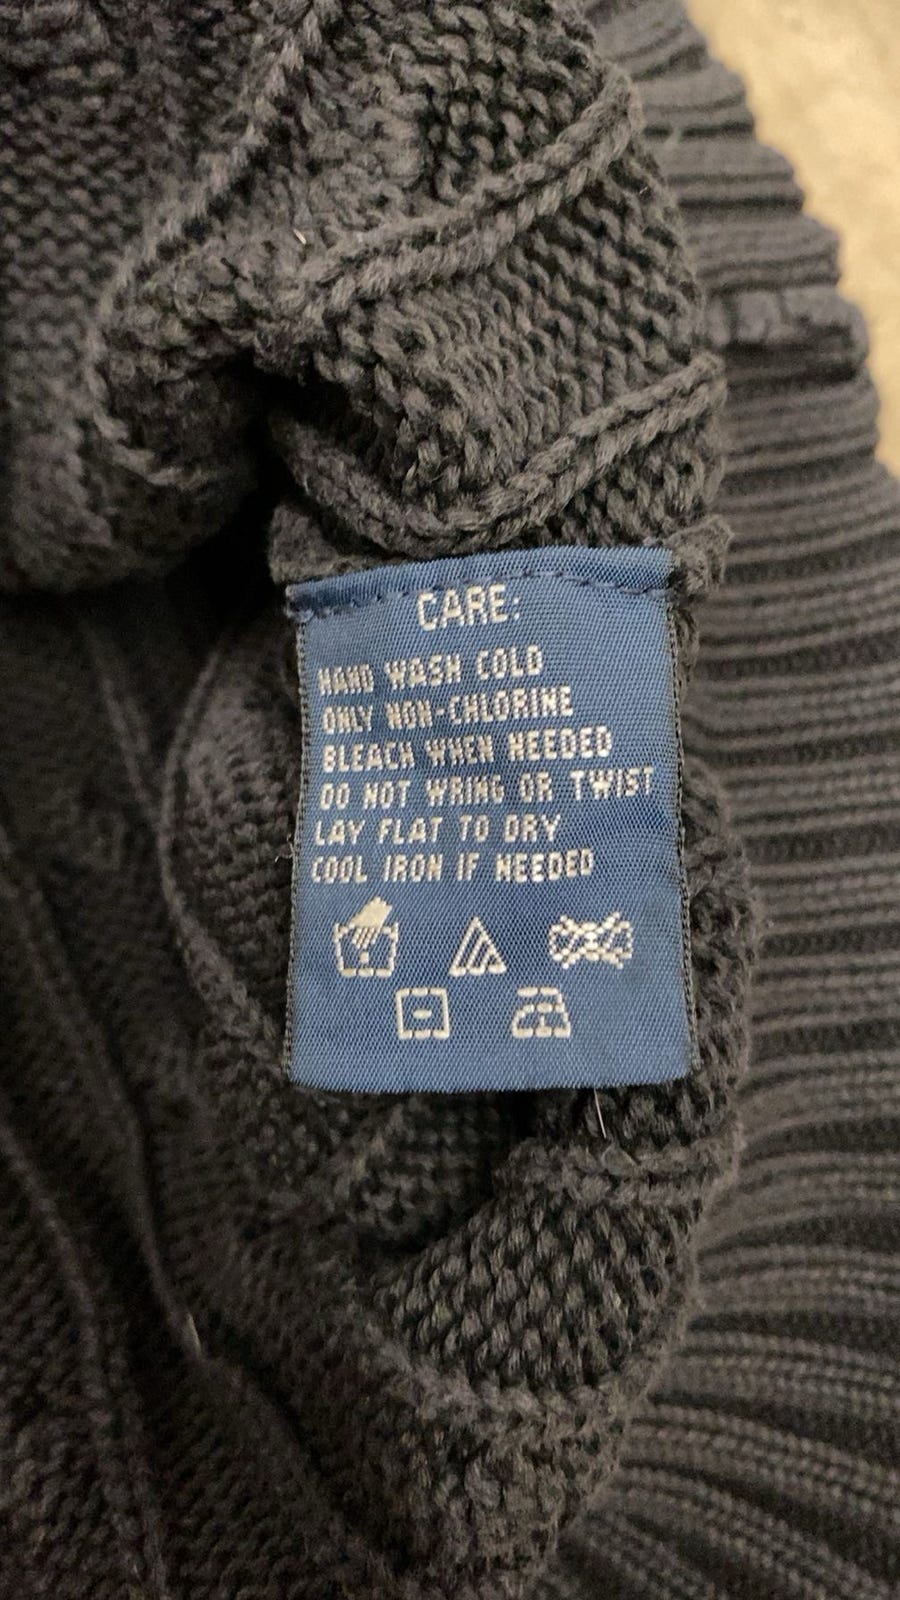 CARE:
HAND WASH COLD
ONLY NON-CHLORINE
BLEACH WHEN NEEDED
DO NOT WRING OR TWIST
LAY FLAT TO DRY
COOL IRON IF NEEDED